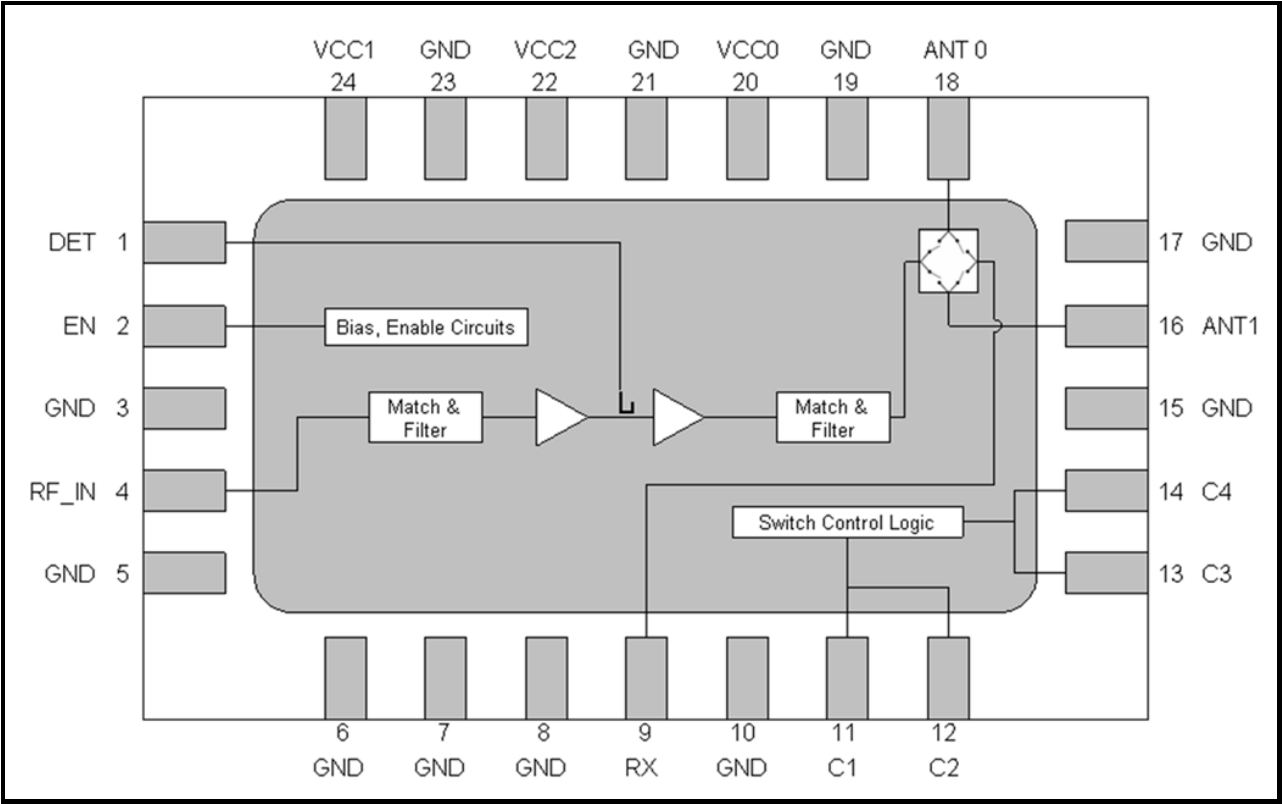 VCC1 GND VCC2 GND VCC0 GND ANT 0
24 23 22 21 20 19 18
DET 1
17 GND
EN 2
Bias, Enable Circuits
16 ANT1
GND 3
Match &
Filter
Match &
Filter
15 GND
RF_IN 4
14 C4
Switch Control Logic
GND 5
13 C3
6 7 8 9 10 11 12
GND GND GND RX GND C1 C2